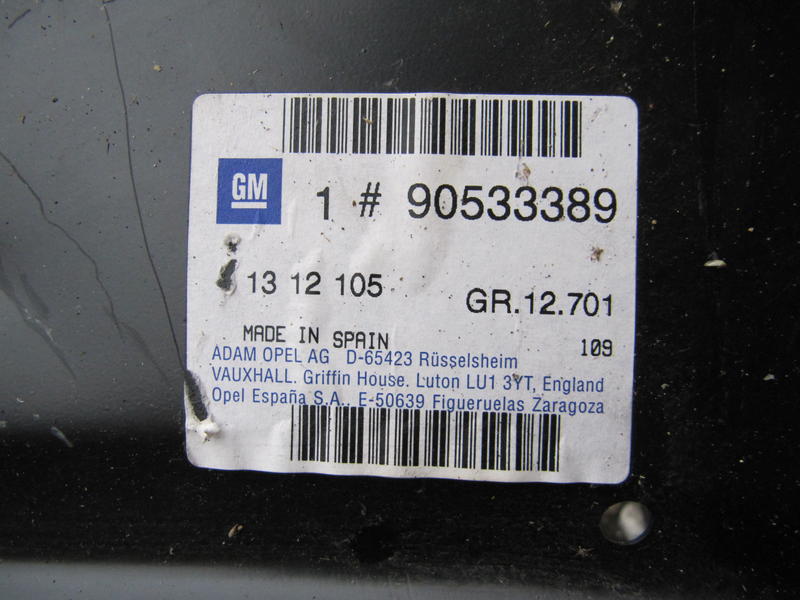 GM
1 # 90533389
13 12 105
GR.12.701
MADE IN SPAIN
109
ADAM OPEL AG D-65423 Rüsselsheim
VAUXHALL. Griffin House. Luton LU1 3YT, England
Opel España S.A., E-50639 Figueruelas Zaragoza